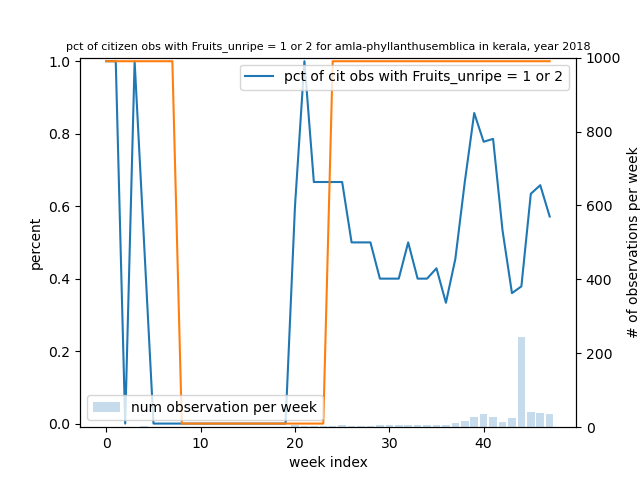 pct of citizen obs with Fruits_unripe = 1 or 2 for amla-phyllanthusemblica in kerala, year 2018
pct of cit obs with Fruits_unripe = 1 or 2
1.0
0.8
0.6
0.4
0.2
0.0
percent
1000
800
600
400
200
0
# of observations per week
num observation per week
0
10
20
30
40
week index